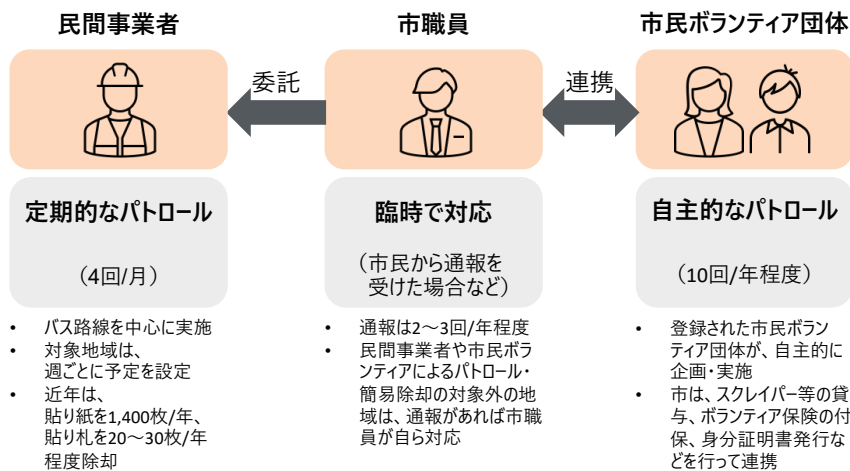 民間事業者
市職員
市民ボランティア団体
委託
連携
定期的なパトロール
(4回/月)
臨時で対応
(市民から通報を
受けた場合など)
自主的なパトロール
(10回/年程度)
• バス路線を中心に実施
• 対象地域は、
週ごとに予定を設定
• 近年は、
貼り紙を1,400枚/年、
貼り札を20～30枚/年
程度除却
• 通報は2～3回/年程度
• 民間事業者や市民ボラ
ンティアによるパトロール・
簡易除却の対象外の地
域は、通報があれば市職
員が自ら対応
• 登録された市民ボラン
ティア団体が、自主的に
企画・実施
• 市は、スクレイパー等の貸
与、ボランティア保険の付
保、身分証明書発行な
どを行って連携